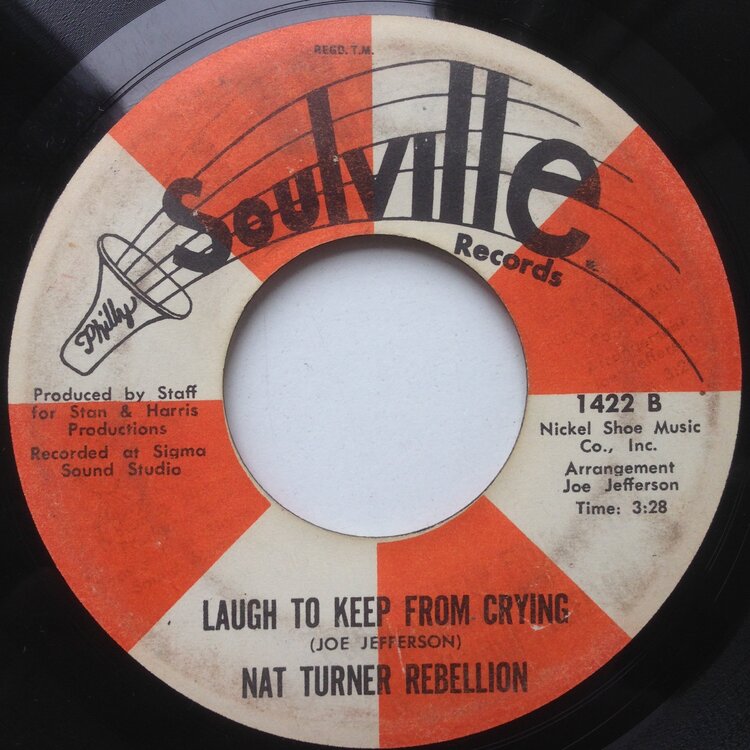 REGD. T.M.
Soulville
Records
Philly
Produced by Staff
for Stan & Harris
Productions
Recorded at Sigma
Sound Studio
1422 B
Nickel Shoe Music
Co., Inc.
Arrangement
Joe Jefferson
Time: 3:28
LAUGH TO KEEP FROM CRYING
(JOE JEFFERSON)
NAT TURNER REBELLION